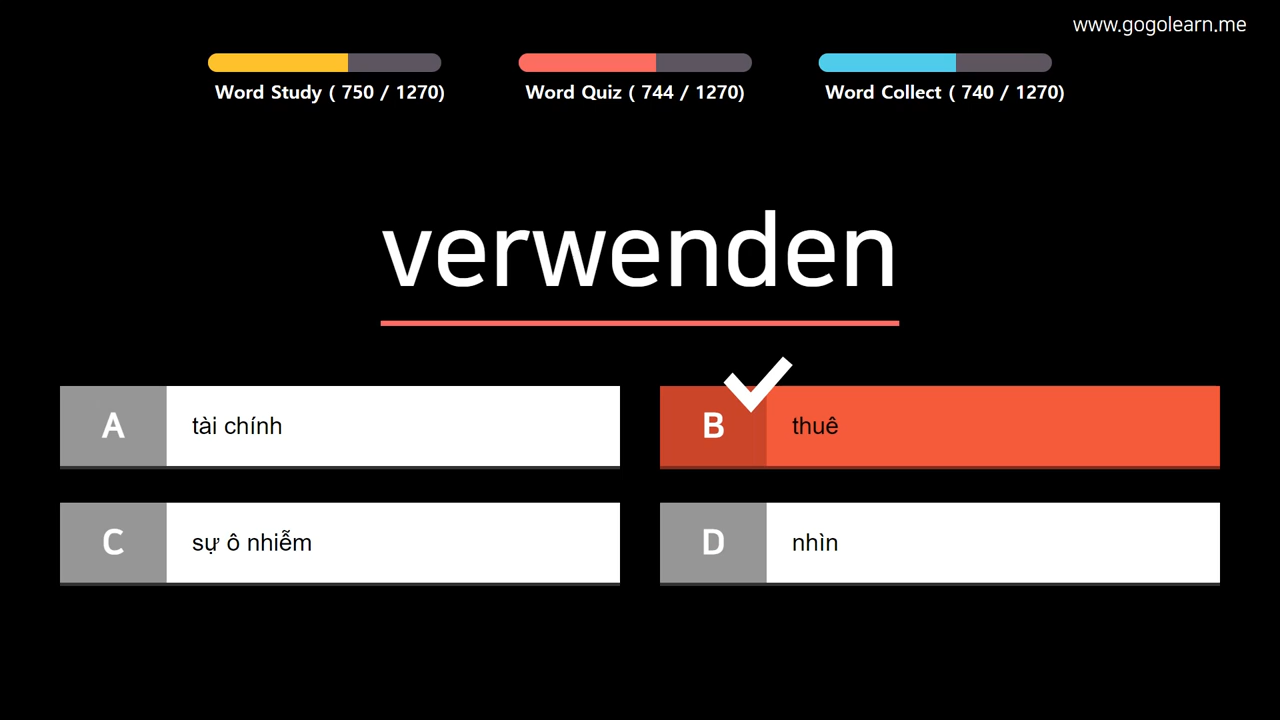 www.gogolearn.me
Word Study ( 750 / 1270)
Word Quiz ( 744 / 1270)
Word Collect ( 740 / 1270)
verwenden
A tài chính
B thuê
C sự ô nhiễm
D nhìn